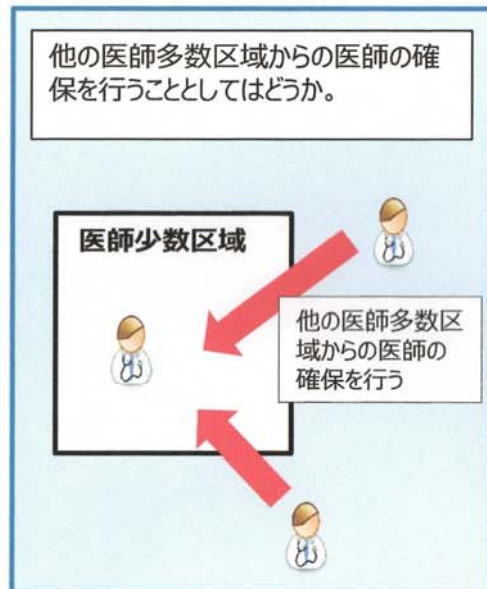 他の医師多数区域からの医師の確
保を行うこととしてはどうか。
医師少数区域
他の医師多数区
域からの医師の
確保を行う